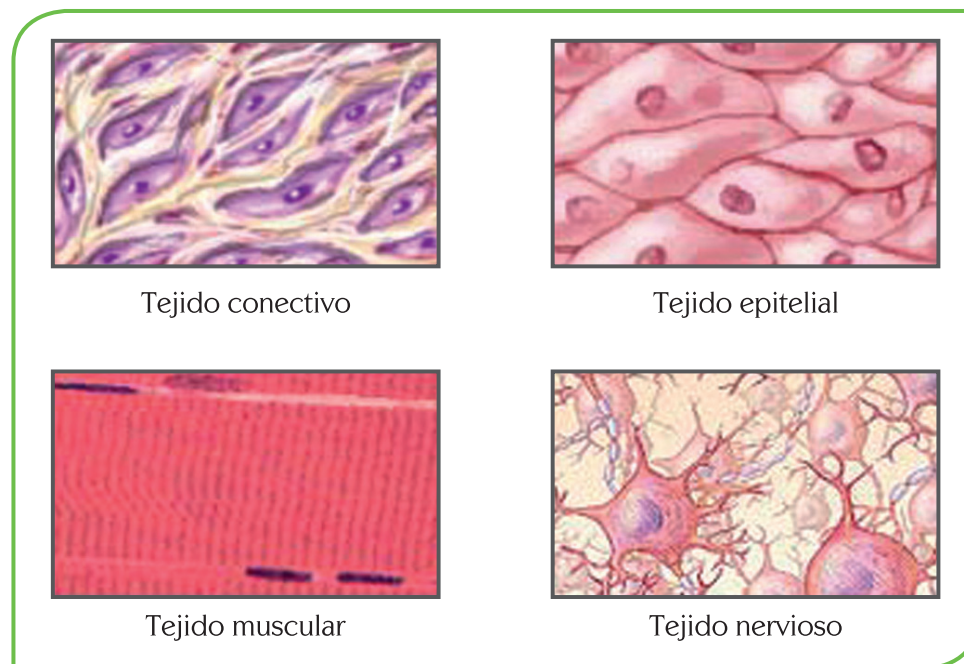 Tejido conectivo
Tejido epitelial
Tejido muscular
Tejido nervioso